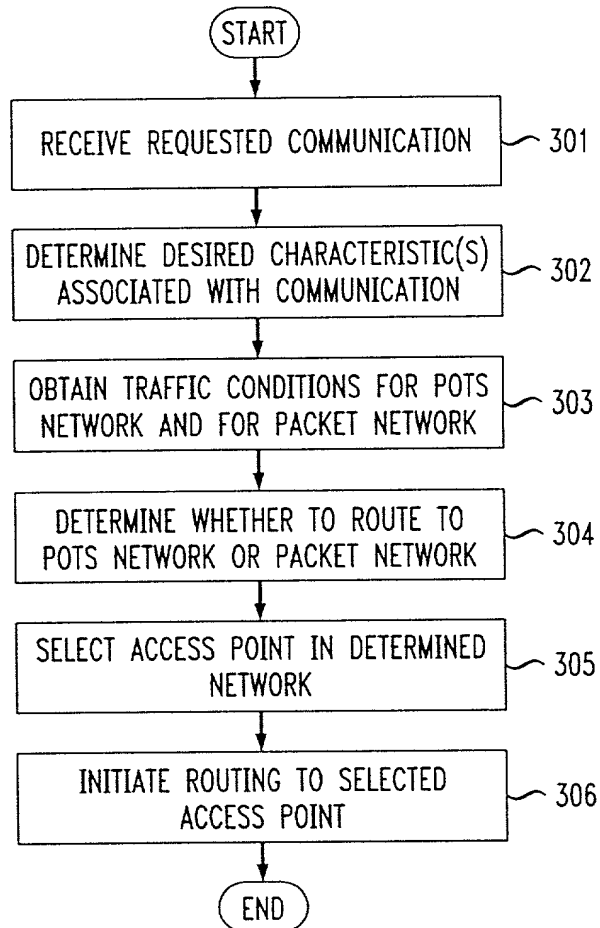 START
RECEIVE REQUESTED COMMUNICATION
301
DETERMINE DESIRED CHARACTERISTIC(S)
ASSOCIATED WITH COMMUNICATION
302
OBTAIN TRAFFIC CONDITIONS FOR POTS
NETWORK AND FOR PACKET NETWORK
303
DETERMINE WHETHER TO ROUTE TO
POTS NETWORK OR PACKET NETWORK
304
SELECT ACCESS POINT IN DETERMINED
NETWORK
305
INITIATE ROUTING TO SELECTED
ACCESS POINT
306
END